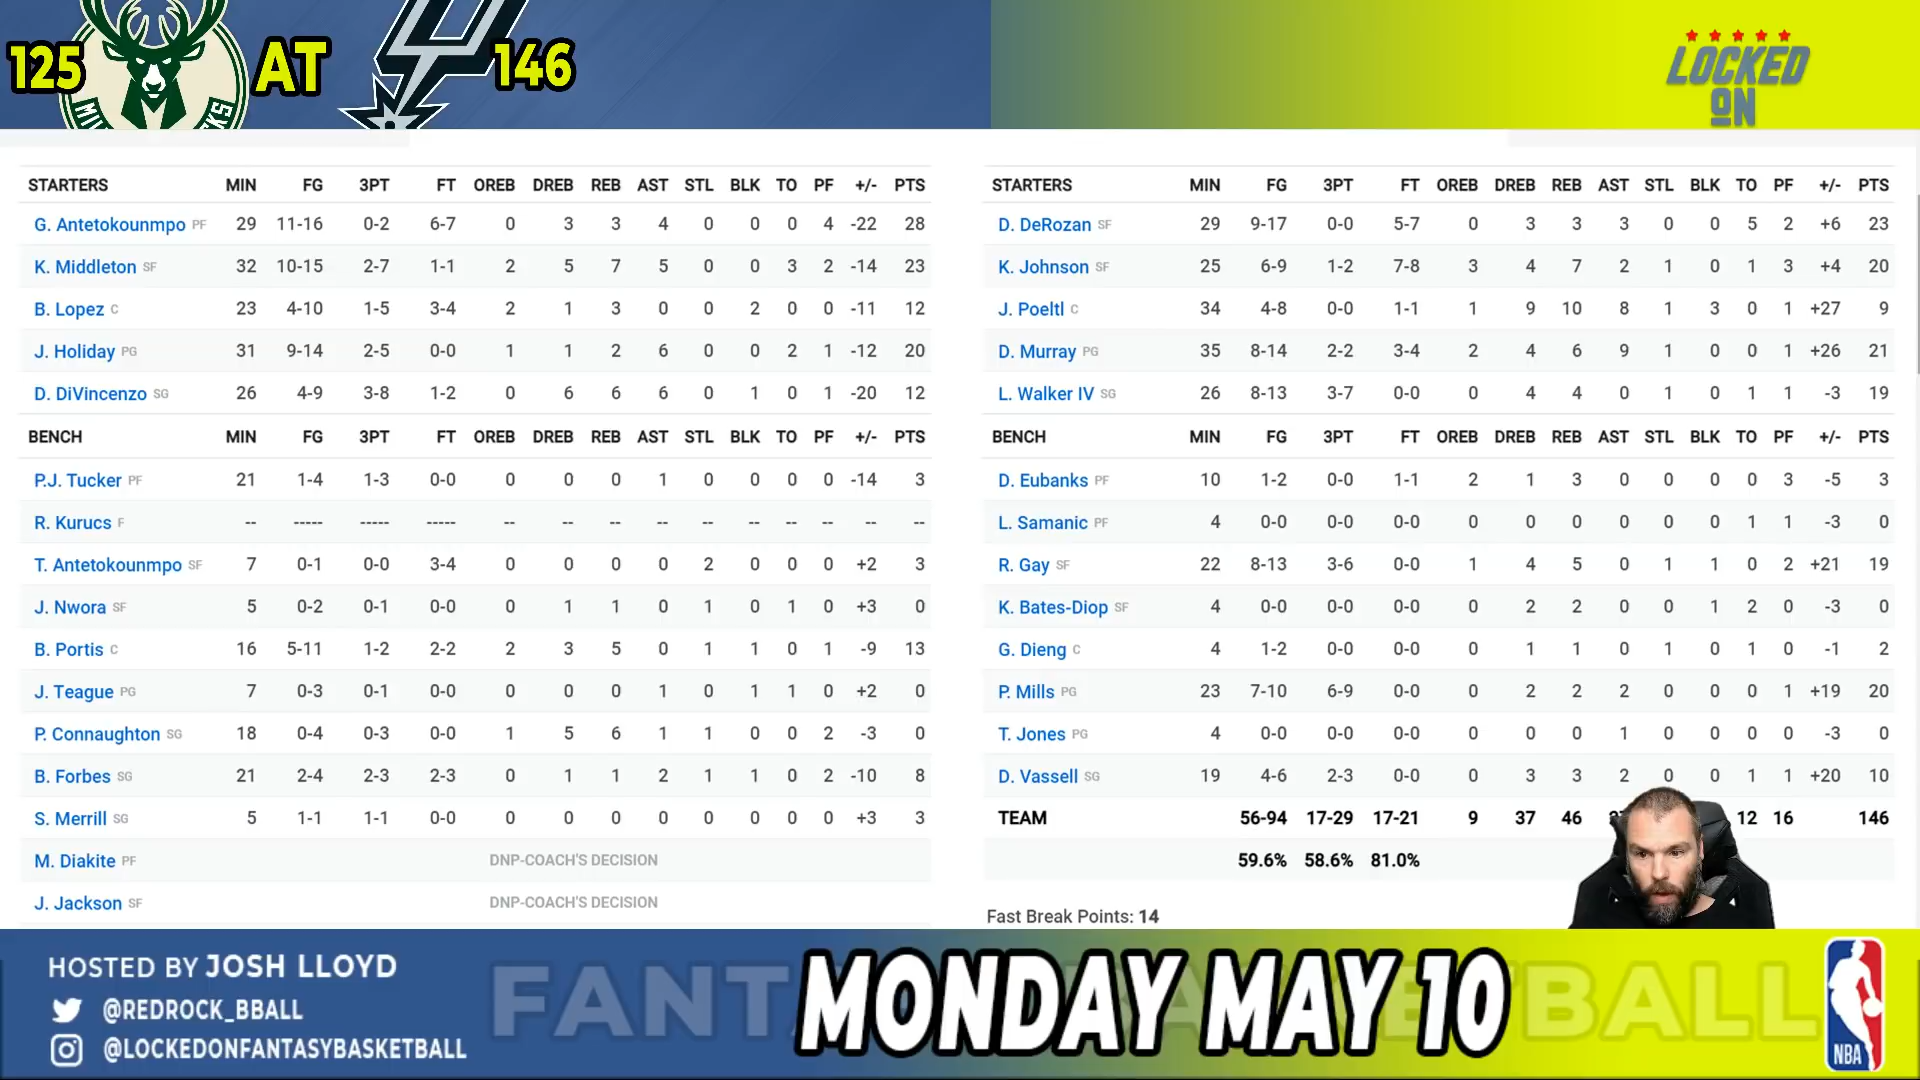 125 AT 146
LOCKED
ON
STARTERS MIN FG 3PT FT OREB DREB REB AST STL BLK TO PF +/- PTS
G. Antetokounmpo PF 29 11-16 0-2 6-7 0 3 3 4 0 0 0 4 -22 28
K. Middleton SF 32 10-15 2-7 1-1 2 5 7 5 0 0 3 2 -14 23
B. Lopez C 23 4-10 1-5 3-4 2 1 3 0 0 2 0 0 -11 12
J. Holiday PG 31 9-14 2-5 0-0 1 1 2 6 0 0 2 1 -12 20
D. DiVincenzo SG 26 4-9 3-8 1-2 0 6 6 6 0 1 0 1 -20 12
BENCH MIN FG 3PT FT OREB DREB REB AST STL BLK TO PF +/- PTS
P.J. Tucker PF 21 1-4 1-3 0-0 0 0 0 1 0 0 0 0 -14 3
R. Kurucs F -- ----- ----- ----- -- -- -- -- -- -- -- -- -- --
T. Antetokounmpo SF 7 0-1 0-0 3-4 0 0 0 0 2 0 0 0 +2 3
J. Nwora SF 5 0-2 0-1 0-0 0 1 1 0 1 0 1 0 +3 0
B. Portis C 16 5-11 1-2 2-2 2 3 5 0 1 1 0 1 -9 13
J. Teague PG 7 0-3 0-1 0-0 0 0 0 1 0 1 1 0 +2 0
P. Connaughton SG 18 0-4 0-3 0-0 1 5 6 1 1 0 0 2 -3 0
B. Forbes SG 21 2-4 2-3 2-3 0 1 1 2 1 1 0 2 -10 8
S. Merrill SG 5 1-1 1-1 0-0 0 0 0 0 0 0 0 0 +3 3
M. Diakite PF DNP-COACH'S DECISION
J. Jackson SF DNP-COACH'S DECISION
STARTERS MIN FG 3PT FT OREB DREB REB AST STL BLK TO PF +/- PTS
D. DeRozan SF 29 9-17 0-0 5-7 0 3 3 3 0 0 5 2 +6 23
K. Johnson SF 25 6-9 1-2 7-8 3 4 7 2 1 0 1 3 +4 20
J. Poeltl C 34 4-8 0-0 1-1 1 9 10 8 1 3 0 1 +27 9
D. Murray PG 35 8-14 2-2 3-4 2 4 6 9 1 0 0 1 +26 21
L. Walker IV SG 26 8-13 3-7 0-0 0 4 4 0 1 0 1 1 -3 19
BENCH MIN FG 3PT FT OREB DREB REB AST STL BLK TO PF +/- PTS
D. Eubanks PF 10 1-2 0-0 1-1 2 1 3 0 0 0 0 3 -5 3
L. Samanic PF 4 0-0 0-0 0-0 0 0 0 0 0 0 1 1 -3 0
R. Gay SF 22 8-13 3-6 0-0 1 4 5 0 1 1 0 2 +21 19
K. Bates-Diop SF 4 0-0 0-0 0-0 0 2 2 0 0 1 2 0 -3 0
G. Dieng C 4 1-2 0-0 0-0 0 1 1 0 1 0 1 0 -1 2
P. Mills PG 23 7-10 6-9 0-0 0 2 2 2 0 0 0 1 +19 20
T. Jones PG 4 0-0 0-0 0-0 0 0 0 1 0 0 0 0 -3 0
D. Vassell SG 19 4-6 2-3 0-0 0 3 3 2 0 0 1 1 +20 10
TEAM 56-94 17-29 17-21 9 37 46 12 16 146
59.6% 58.6% 81.0%
Fast Break Points: 14
HOSTED BY JOSH LLOYD
@REDROCK_BBALL
@LOCKEDONFANTASYBASKETBALL
MONDAY MAY 10
NBA